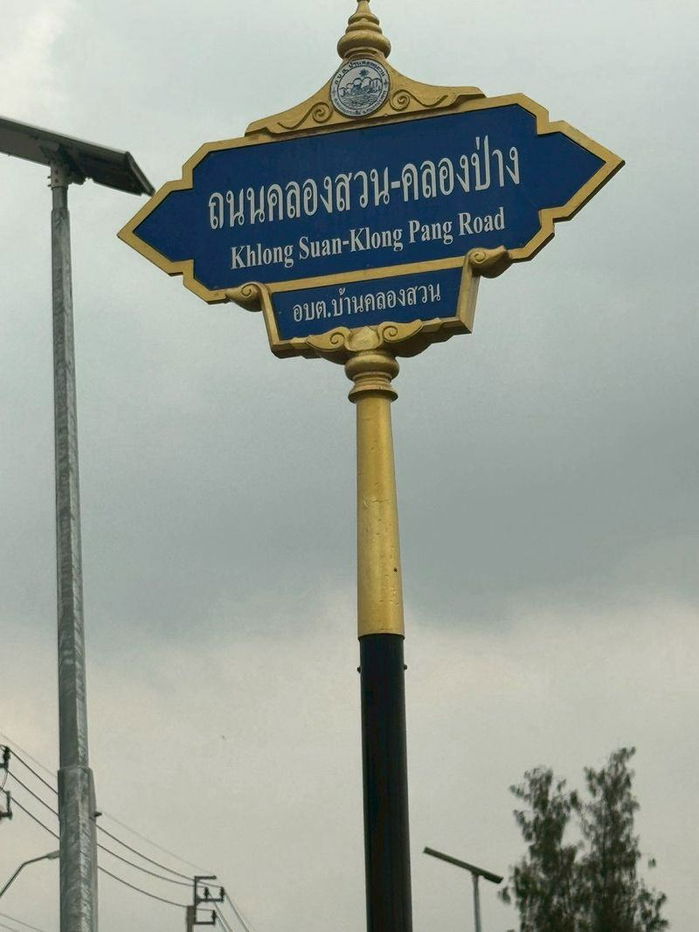 ถนนคลองสวน-คลองป่าง
Khlong Suan-Klong Pang Road
อบต.บ้านคลองสวน